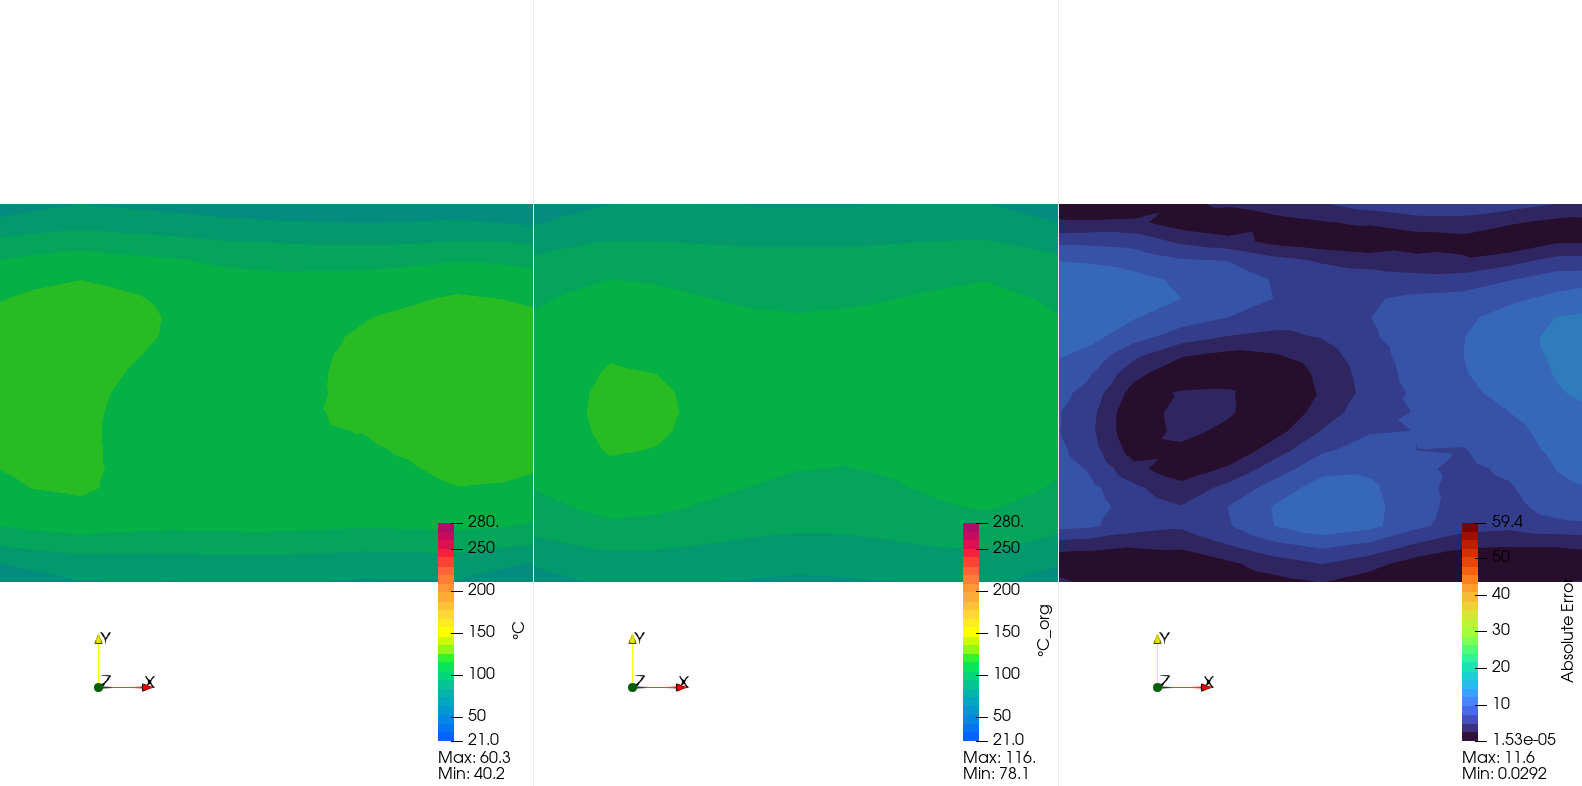 280.
250
200
150
100
50
21.0
°C
Max: 60.3
Min: 40.2
Y
Z
X
280.
250
200
150
100
50
21.0
°C_org
Max: 116.
Min: 78.1
Y
Z
X
59.4
50
40
30
20
10
1.53e-05
Absolute Error
Max: 11.6
Min: 0.0292
Y
Z
X